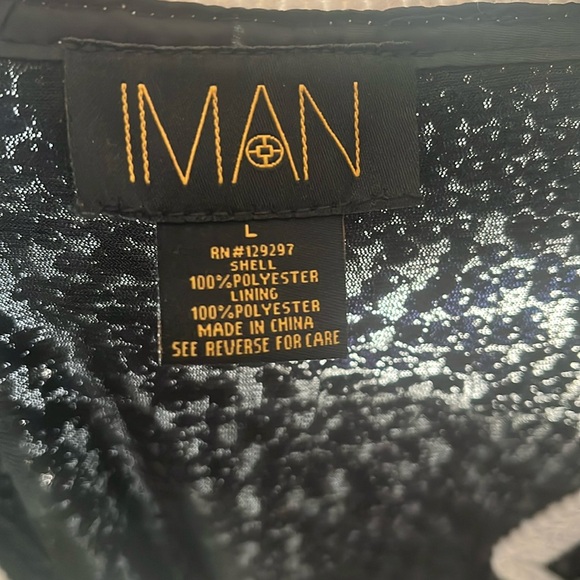 IMAN
L
RN#129297
SHELL
100%POLYESTER
LINING
100%POLYESTER
MADE IN CHINA
SEE REVERSE FOR CARE